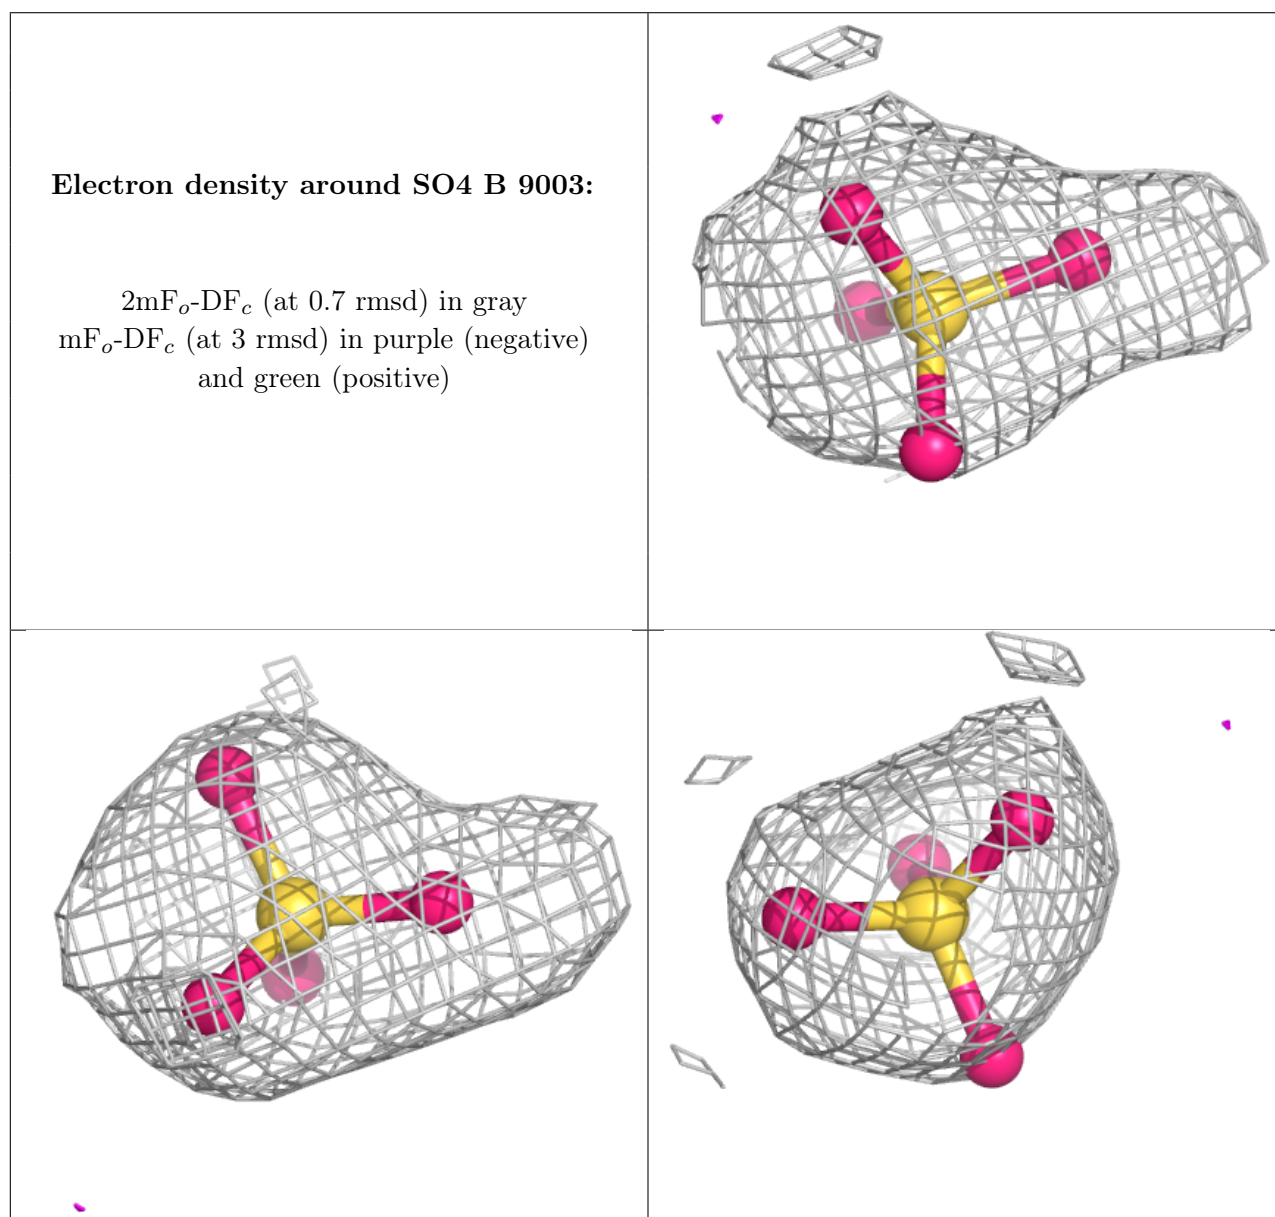 Electron density around SO4 B 9003:
2mFo-DFc (at 0.7 rmsd) in gray
mFo-DFc (at 3 rmsd) in purple (negative)
and green (positive)